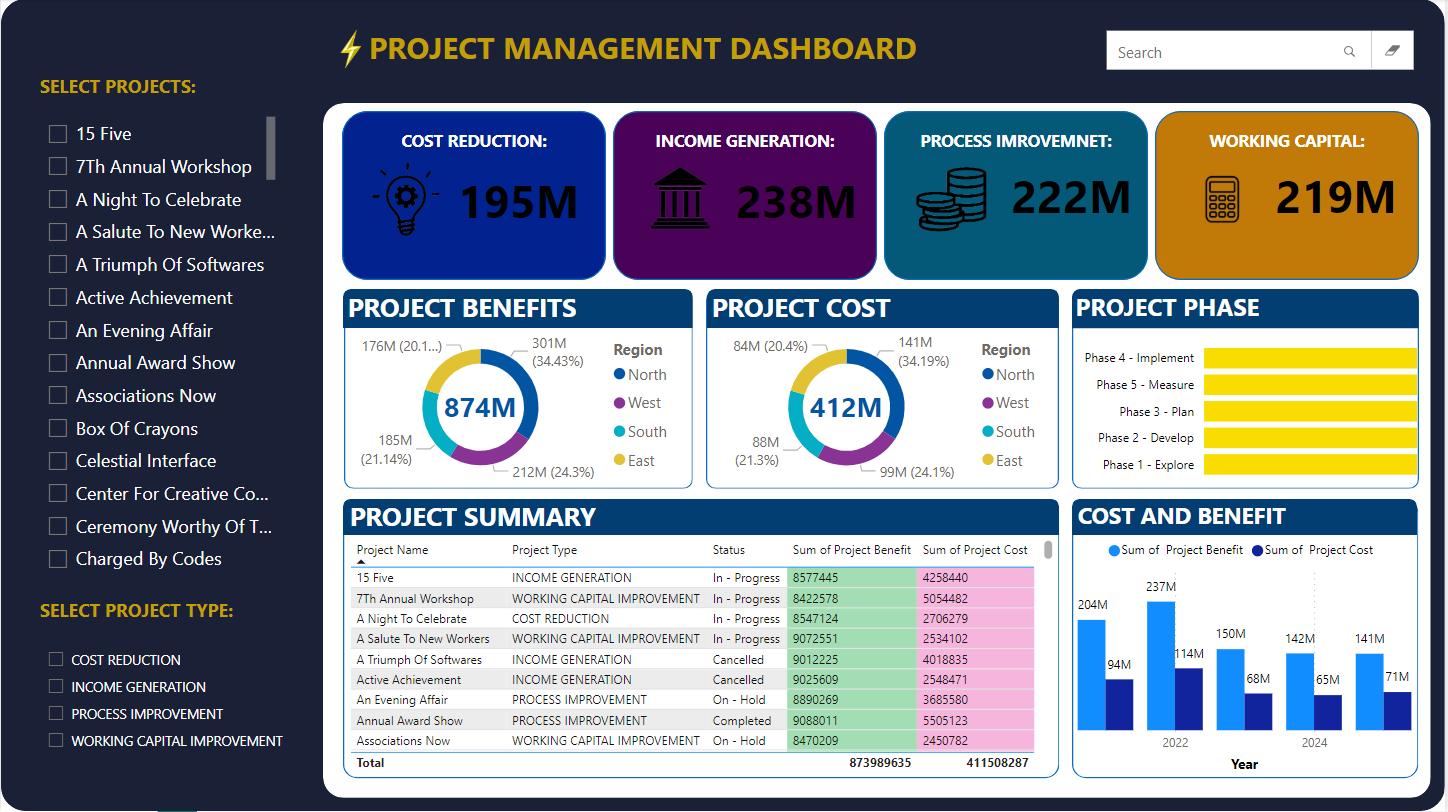 PROJECT MANAGEMENT DASHBOARD
Search
SELECT PROJECTS:
15 Five
7Th Annual Workshop
A Night To Celebrate
A Salute To New Worke...
A Triumph Of Softwares
Active Achievement
An Evening Affair
Annual Award Show
Associations Now
Box Of Crayons
Celestial Interface
Center For Creative Co...
Ceremony Worthy Of T...
Charged By Codes
SELECT PROJECT TYPE:
COST REDUCTION
INCOME GENERATION
PROCESS IMPROVEMENT
WORKING CAPITAL IMPROVEMENT
COST REDUCTION:
195M
INCOME GENERATION:
238M
PROCESS IMROVEMNET:
222M
WORKING CAPITAL:
219M
PROJECT BENEFITS
176M (20.1...)
301M
(34.43%)
874M
185M
(21.14%)
212M (24.3%)
Region
North
West
South
East
PROJECT COST
84M (20.4%)
141M
(34.19%)
412M
88M
(21.3%)
99M (24.1%)
Region
North
West
South
East
PROJECT PHASE
Phase 4 - Implement
Phase 5 - Measure
Phase 3 - Plan
Phase 2 - Develop
Phase 1 - Explore
PROJECT SUMMARY
Project Name Project Type Status Sum of Project Benefit Sum of Project Cost
15 Five INCOME GENERATION In - Progress 8577445 4258440
7Th Annual Workshop WORKING CAPITAL IMPROVEMENT In - Progress 8422578 5054482
A Night To Celebrate COST REDUCTION In - Progress 8547124 2706279
A Salute To New Workers WORKING CAPITAL IMPROVEMENT In - Progress 9072551 2534102
A Triumph Of Softwares INCOME GENERATION Cancelled 9012225 4018835
Active Achievement INCOME GENERATION Cancelled 9025609 2548471
An Evening Affair PROCESS IMPROVEMENT On - Hold 8890269 3685580
Annual Award Show PROCESS IMPROVEMENT Completed 9088011 5505123
Associations Now WORKING CAPITAL IMPROVEMENT On - Hold 8470209 2450782
Total 873989635 411508287
COST AND BENEFIT
Sum of Project Benefit Sum of Project Cost
204M
94M
237M
114M
150M
68M
142M
65M
141M
71M
2022 2024
Year